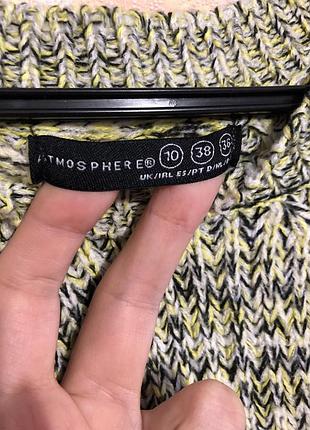 ATMOSPHERE® 10 38 36
UK/IRL ES/PT D/NL/